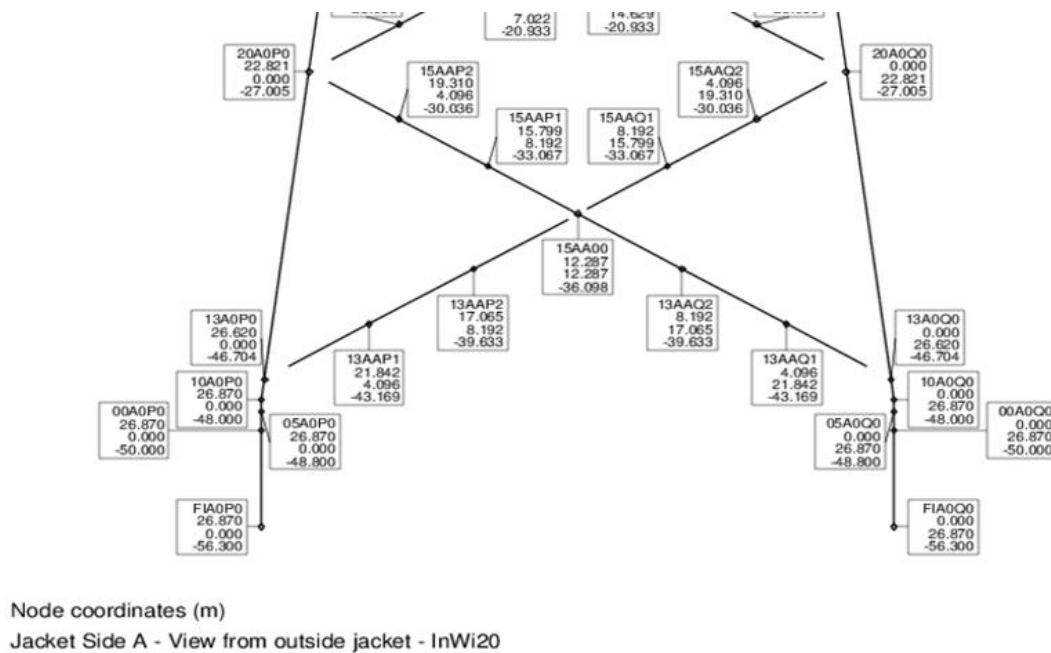 7.022
-20.933
14.629
-20.933
20A0P0
22.821
0.000
-27.005
15AAP2
19.310
4.096
-30.036
15AAQ2
4.096
19.310
-30.036
20A0Q0
0.000
22.821
-27.005
15AAP1
15.799
8.192
-33.067
15AAQ1
8.192
15.799
-33.067
15AA00
12.287
12.287
-36.098
13AAP2
17.065
8.192
-39.633
13AAQ2
8.192
17.065
-39.633
13A0P0
26.620
0.000
-46.704
13AAP1
21.842
4.096
-43.169
13AAQ1
4.096
21.842
-43.169
13A0Q0
0.000
26.620
-46.704
10A0P0
26.870
0.000
-48.000
10A0Q0
0.000
26.870
-48.000
00A0P0
26.870
0.000
-50.000
05A0P0
26.870
0.000
-48.800
05A0Q0
0.000
26.870
-48.800
00A0Q0
0.000
26.870
-50.000
FIA0P0
26.870
0.000
-56.300
FIA0Q0
0.000
26.870
-56.300
Node coordinates (m)
Jacket Side A - View from outside jacket - InWi20